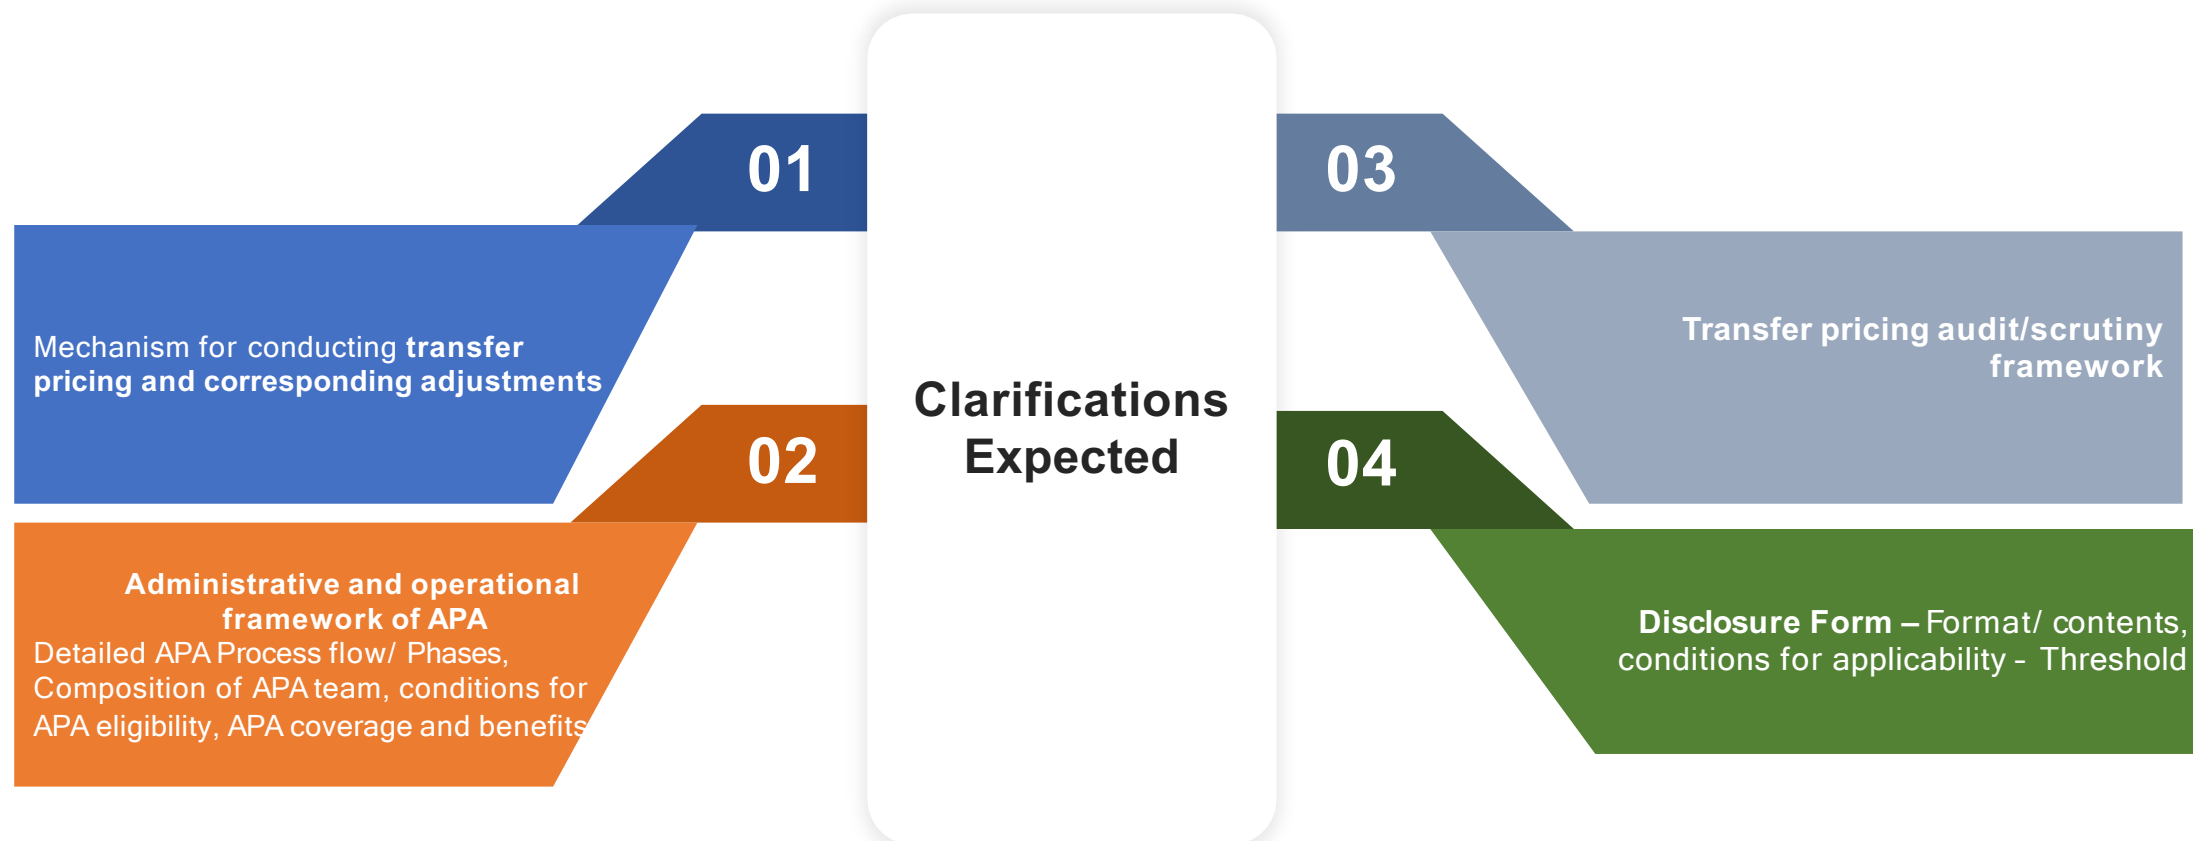 01
Mechanism for conducting transfer
pricing and corresponding adjustments
02
Administrative and operational
framework of APA
Detailed APA Process flow/ Phases,
Composition of APA team, conditions for
APA eligibility, APA coverage and benefits
Clarifications
Expected
03
Transfer pricing audit/scrutiny
framework
04
Disclosure Form – Format/ contents,
conditions for applicability - Threshold